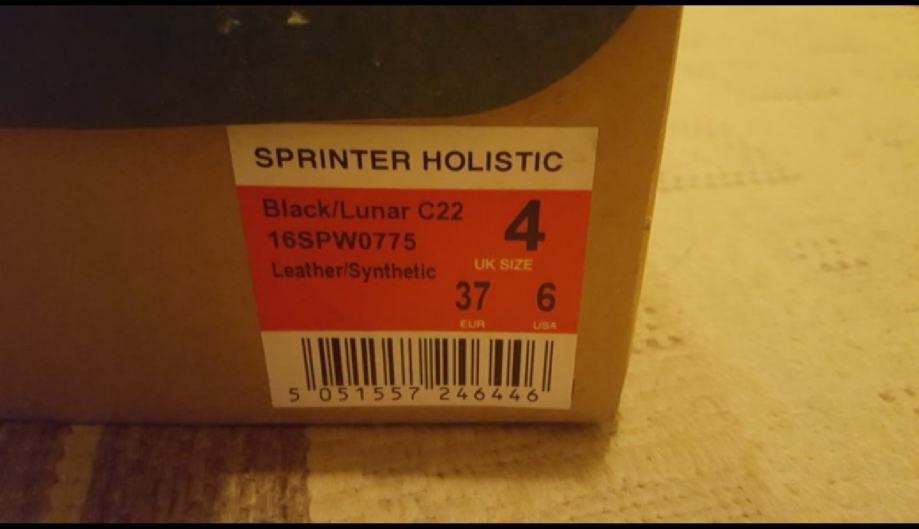 SPRINTER HOLISTIC
Black/Lunar C22
16SPW0775
Leather/Synthetic
4
UK SIZE
37 6
EUR USA
5 051557 246446